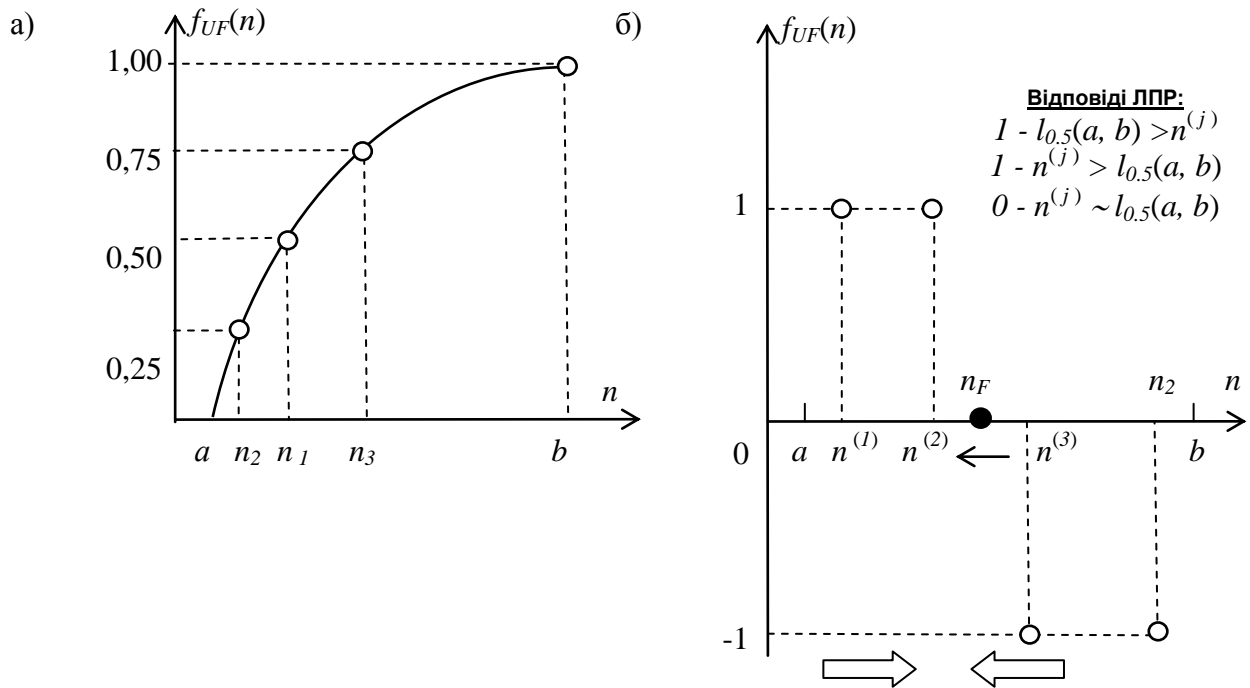 а)
f_UF(n)
1,00
0,75
0,50
0,25
n
a n_2 n_1 n_3 b
б)
f_UF(n)
Відповіді ЛПР:
1 - l_0.5(a, b) >n^(j)
1 - n^(j) > l_0.5(a, b)
0 - n^(j) ~ l_0.5(a, b)
1
n_F n_2 n
0 a n^(1) n^(2) n^(3) b
-1